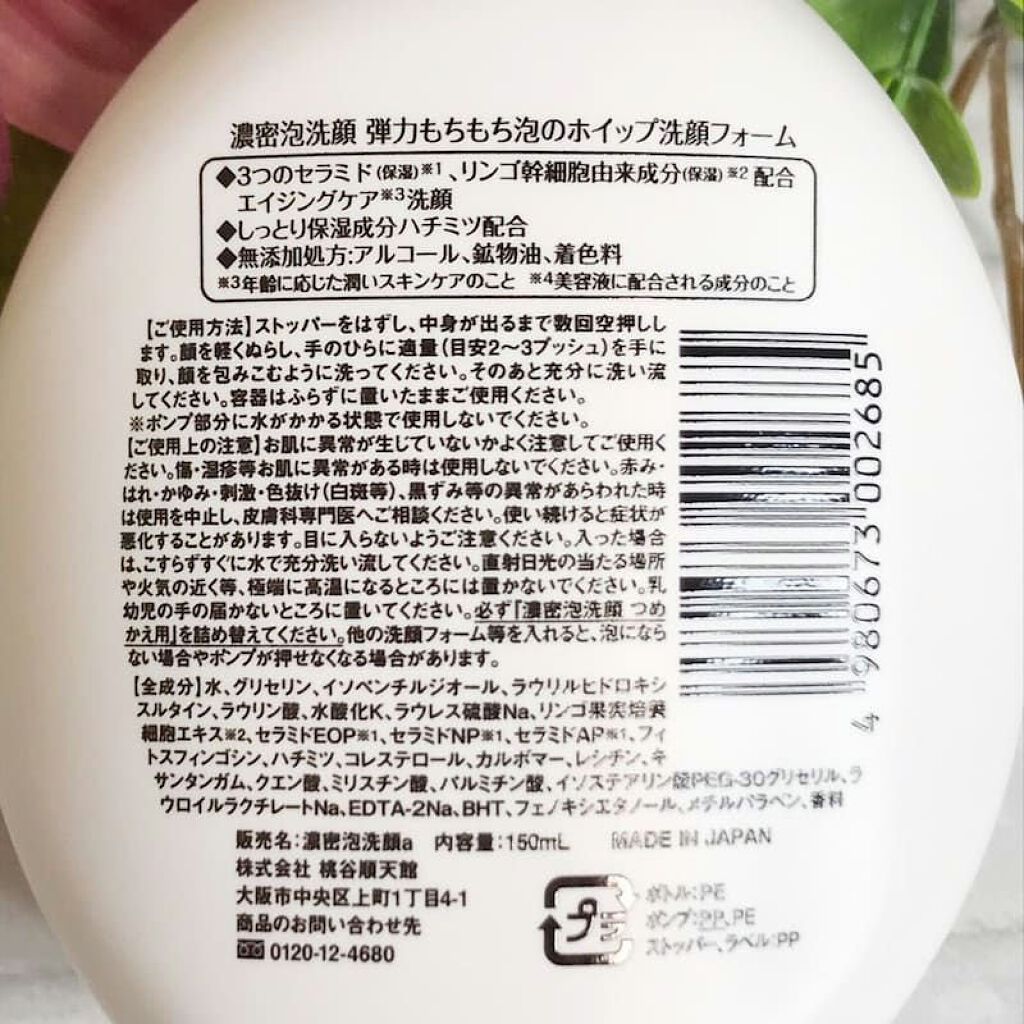 濃密泡洗顔 弾力もちもち泡のホイップ洗顔フォーム
◆3つのセラミド(保湿)※1、リンゴ幹細胞由来成分(保湿)※2配合
エイジングケア※3洗顔
◆しっとり保湿成分ハチミツ配合
◆無添加処方:アルコール、鉱物油、着色料
※3年齢に応じた潤いスキンケアのこと ※4美容液に配合される成分のこと
【ご使用方法】ストッパーをはずし、中身が出るまで数回空押しし
ます。顔を軽くぬらし、手のひらに適量(目安2〜3プッシュ)を手に
取り、顔を包みこむように洗ってください。そのあと充分に洗い流
してください。容器はふらずに置いたままご使用ください。
※ポンプ部分に水がかかる状態で使用しないでください。
【ご使用上の注意】お肌に異常が生じていないかよく注意してご使用く
ださい。傷・湿疹等お肌に異常がある時は使用しないでください。赤み・
はれ・かゆみ・刺激・色抜け(白斑等)、黒ずみ等の異常があらわれた時
は使用を中止し、皮膚科専門医へご相談ください。使い続けると症状が
悪化することがあります。目に入らないようご注意ください。入った場合
は、こすらずすぐに水で充分洗い流してください。直射日光の当たる場所
や火気の近く等、極端に高温になるところには置かないでください。乳
幼児の手の届かないところに置いてください。必ず「濃密泡洗顔 つめ
かえ用」を詰め替えてください。他の洗顔フォーム等を入れると、泡になら
ない場合やポンプが押せなくなる場合があります。
【全成分】水、グリセリン、イソペンチルジオール、ラウリルヒドロキシ
スルタイン、ラウリン酸、水酸化K、ラウレス硫酸Na、リンゴ果実培養
細胞エキス※2、セラミドEOP※1、セラミドNP※1、セラミドAP※1、フィ
トスフィンゴシン、ハチミツ、コレステロール、カルボマー、レシチン、キ
サンタンガム、クエン酸、ミリスチン酸、パルミチン酸、イソステアリン酸PEG-30グリセリル、ラ
ウロイルラクチレートNa、EDTA-2Na、BHT、フェノキシエタノール、メチルパラベン、香料
販売名:濃密泡洗顔a 内容量:150mL MADE IN JAPAN
株式会社 桃谷順天館
大阪市中央区上町1丁目4-1
商品のお問い合わせ先
0120-12-4680
プ
ボトル:PE
ポンプ:PP、PE
ストッパー、ラベル:PP
4 980673 002685